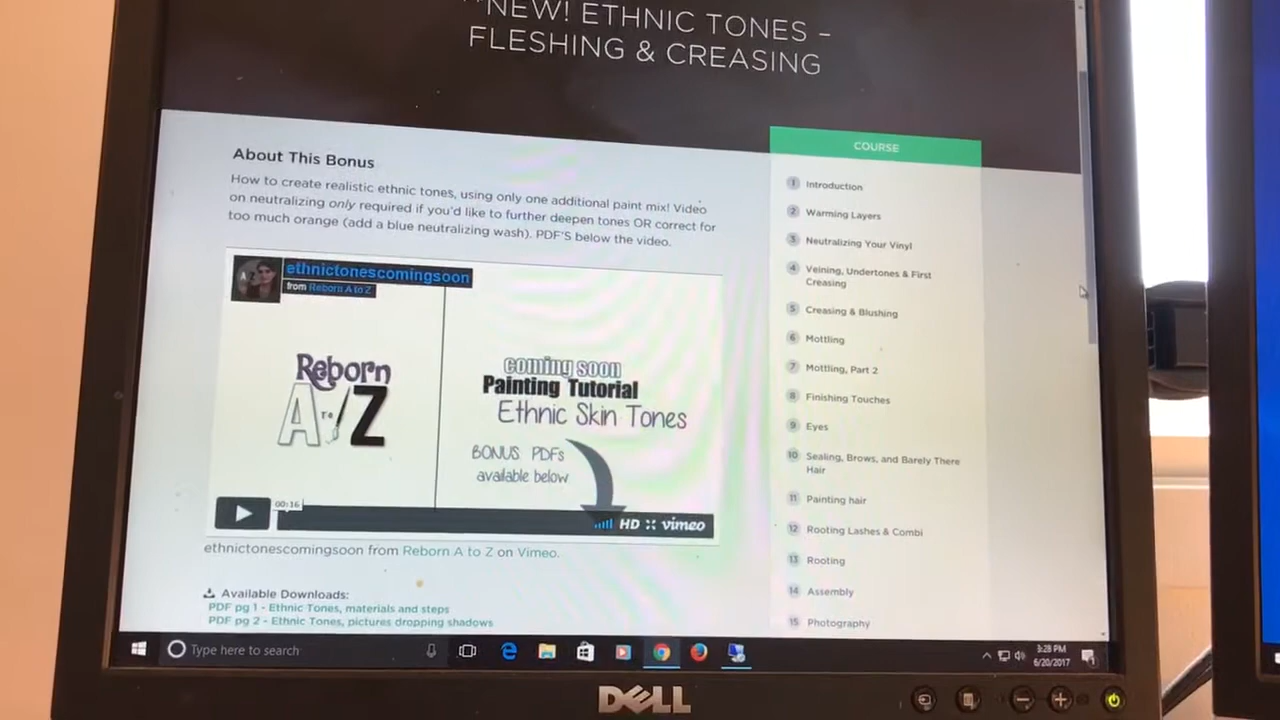 "NEW! ETHNIC TONES –
FLESHING & CREASING
About This Bonus
How to create realistic ethnic tones, using only one additional paint mix! Video
on neutralizing only required if you'd like to further deepen tones OR correct for
too much orange (add a blue neutralizing wash). PDF'S below the video.
ethnictonescomingsoon
from Reborn A to Z
Reborn
A to Z
coming soon
Painting Tutorial
Ethnic Skin Tones
BONUS PDFs
available below
00:16
HD vimeo
ethnictonescomingsoon from Reborn A to Z on Vimeo.
Available Downloads:
PDF pg 1 - Ethnic Tones, materials and steps
PDF pg 2 - Ethnic Tones, pictures dropping shadows
COURSE
1 Introduction
2 Warming Layers
3 Neutralizing Your Vinyl
4 Veining, Undertones & First
Creasing
5 Creasing & Blushing
6 Mottling
7 Mottling, Part 2
8 Finishing Touches
9 Eyes
10 Sealing, Brows, and Barely There
Hair
11 Painting hair
12 Rooting Lashes & Combi
13 Rooting
14 Assembly
15 Photography
Type here to search
3:28 PM
6/20/2017
DELL